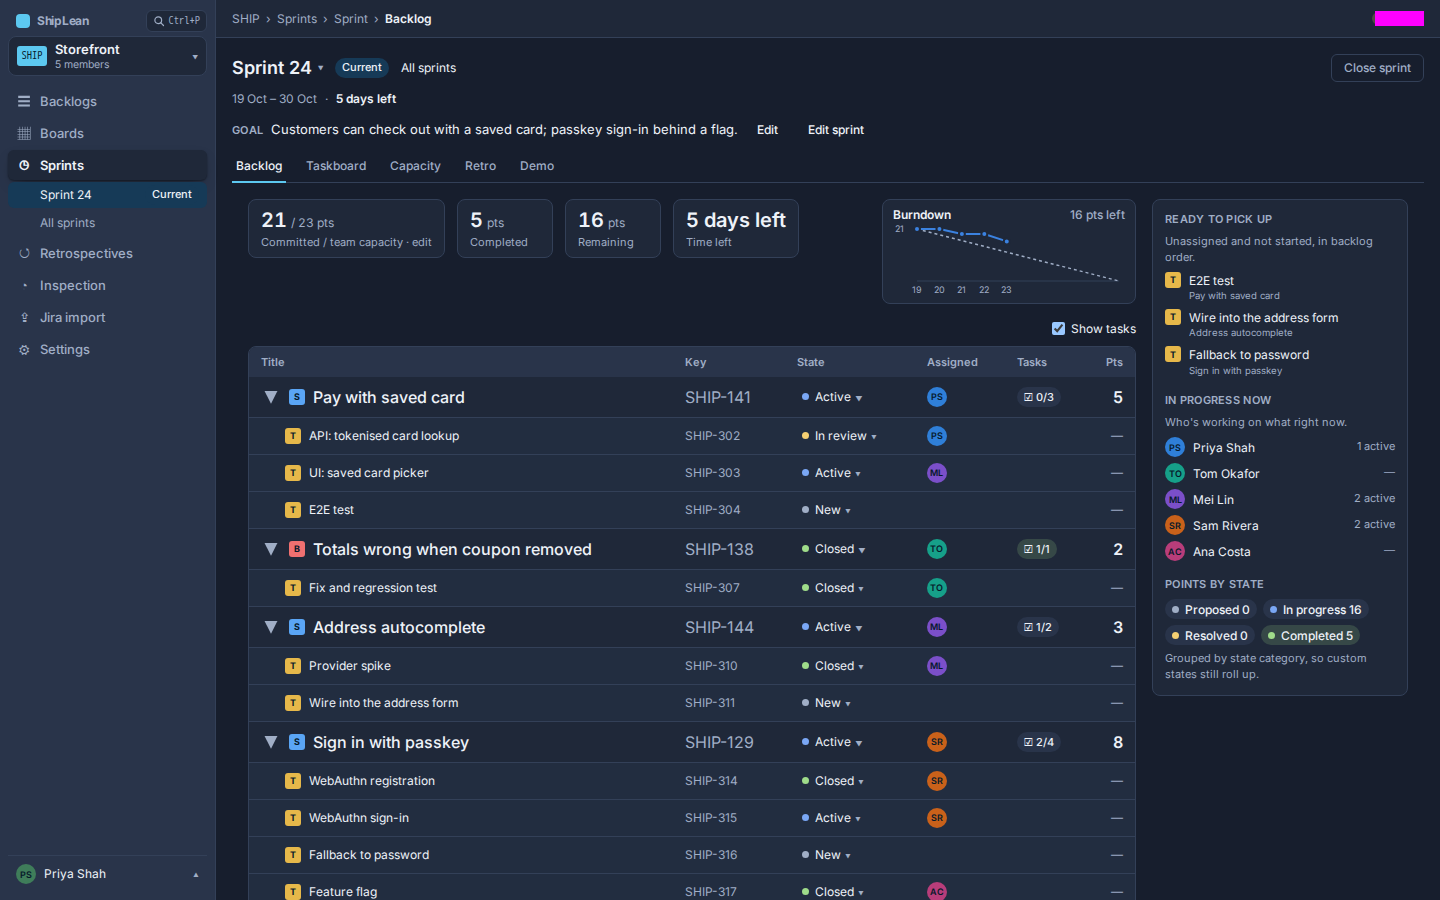 ShipLean
Ctrl+P
SHIP
Storefront
5 members
Backlogs
Boards
Sprints
Sprint 24 Current
All sprints
Retrospectives
Inspection
Jira import
Settings
PS Priya Shah
SHIP › Sprints › Sprint › Backlog
Sprint 24 Current All sprints
Close sprint
19 Oct – 30 Oct · 5 days left
GOAL Customers can check out with a saved card; passkey sign-in behind a flag. Edit Edit sprint
Backlog Taskboard Capacity Retro Demo
21 / 23 pts
Committed / team capacity · edit
5 pts
Completed
16 pts
Remaining
5 days left
Time left
Burndown 16 pts left
21
19 20 21 22 23
Show tasks
Title Key State Assigned Tasks Pts
S Pay with saved card SHIP-141 Active PS 0/3 5
T API: tokenised card lookup SHIP-302 In review PS —
T UI: saved card picker SHIP-303 Active ML —
T E2E test SHIP-304 New —
B Totals wrong when coupon removed SHIP-138 Closed TO 1/1 2
T Fix and regression test SHIP-307 Closed TO —
S Address autocomplete SHIP-144 Active ML 1/2 3
T Provider spike SHIP-310 Closed ML —
T Wire into the address form SHIP-311 New —
S Sign in with passkey SHIP-129 Active SR 2/4 8
T WebAuthn registration SHIP-314 Closed SR —
T WebAuthn sign-in SHIP-315 Active SR —
T Fallback to password SHIP-316 New —
T Feature flag SHIP-317 Closed AC —
READY TO PICK UP
Unassigned and not started, in backlog
order.
T E2E test
Pay with saved card
T Wire into the address form
Address autocomplete
T Fallback to password
Sign in with passkey
IN PROGRESS NOW
Who's working on what right now.
PS Priya Shah 1 active
TO Tom Okafor —
ML Mei Lin 2 active
SR Sam Rivera 2 active
AC Ana Costa —
POINTS BY STATE
Proposed 0 In progress 16
Resolved 0 Completed 5
Grouped by state category, so custom
states still roll up.